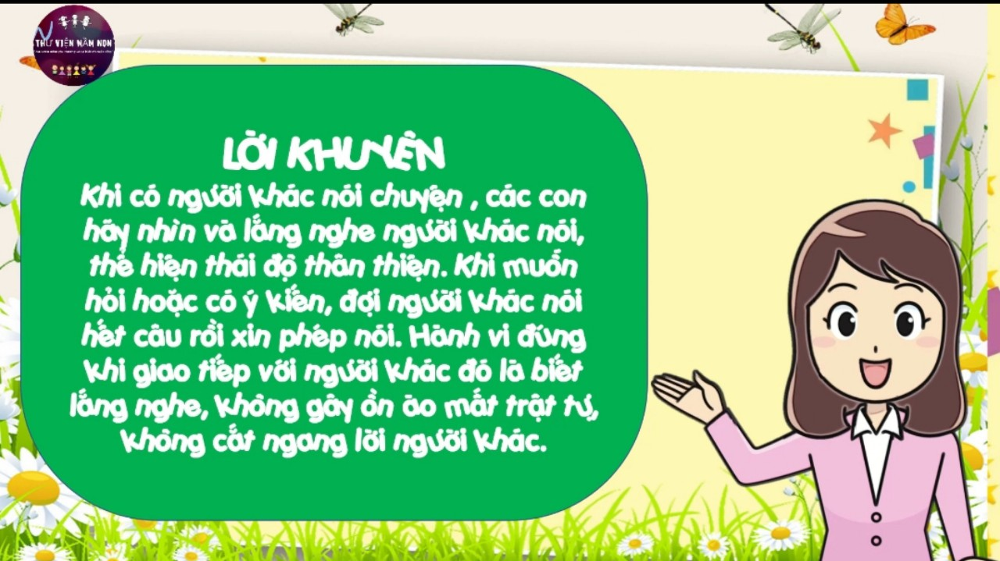 THƯ VIỆN MẦM NON
LỜI KHUYÊN
Khi có người khác nói chuyện , các con
hãy nhìn và lắng nghe người khác nói,
thể hiện thái độ thân thiện. Khi muốn
hỏi hoặc có ý kiến, đợi người khác nói
hết câu rồi xin phép nói. Hành vi đúng
khi giao tiếp với người khác đó là biết
lắng nghe, không gây ồn ào mất trật tự,
không cắt ngang lời người khác.